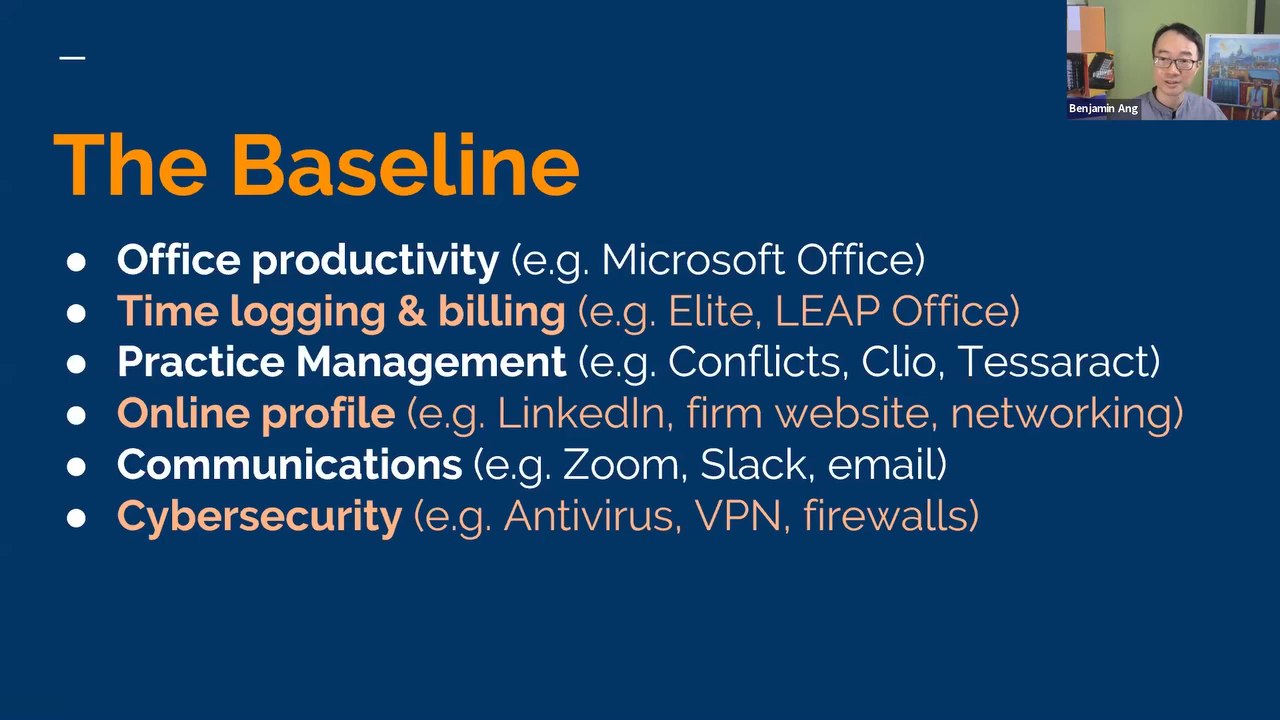 Benjamin Ang
The Baseline
● Office productivity (e.g. Microsoft Office)
● Time logging & billing (e.g. Elite, LEAP Office)
● Practice Management (e.g. Conflicts, Clio, Tessaract)
● Online profile (e.g. LinkedIn, firm website, networking)
● Communications (e.g. Zoom, Slack, email)
● Cybersecurity (e.g. Antivirus, VPN, firewalls)